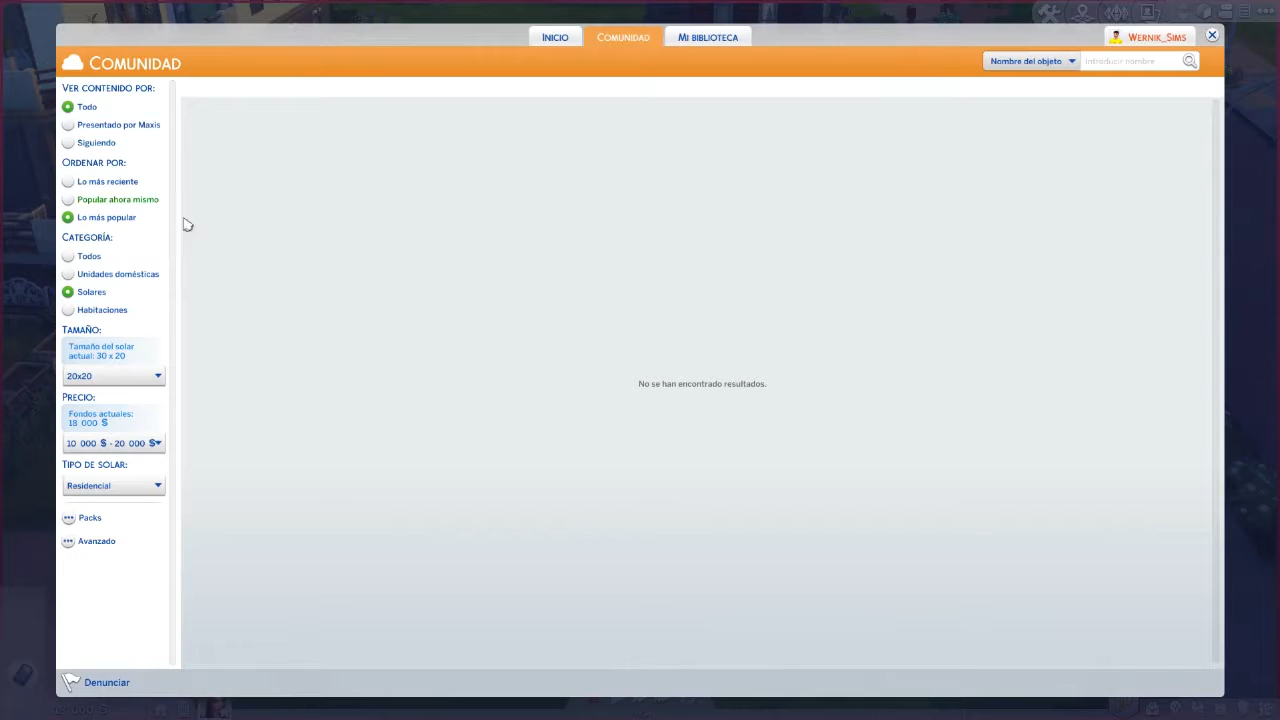 INICIO
COMUNIDAD
MI BIBLIOTECA
WERNIK_SIMS
COMUNIDAD
Nombre del objeto
Introducir nombre
VER CONTENIDO POR:
Todo
Presentado por Maxis
Siguiendo
ORDENAR POR:
Lo más reciente
Popular ahora mismo
Lo más popular
CATEGORÍA:
Todos
Unidades domésticas
Solares
Habitaciones
TAMAÑO:
Tamaño del solar
actual: 30 x 20
20x20
PRECIO:
Fondos actuales:
18 000 $
10 000 $ - 20 000 $
TIPO DE SOLAR:
Residencial
Packs
Avanzado
No se han encontrado resultados.
Denunciar